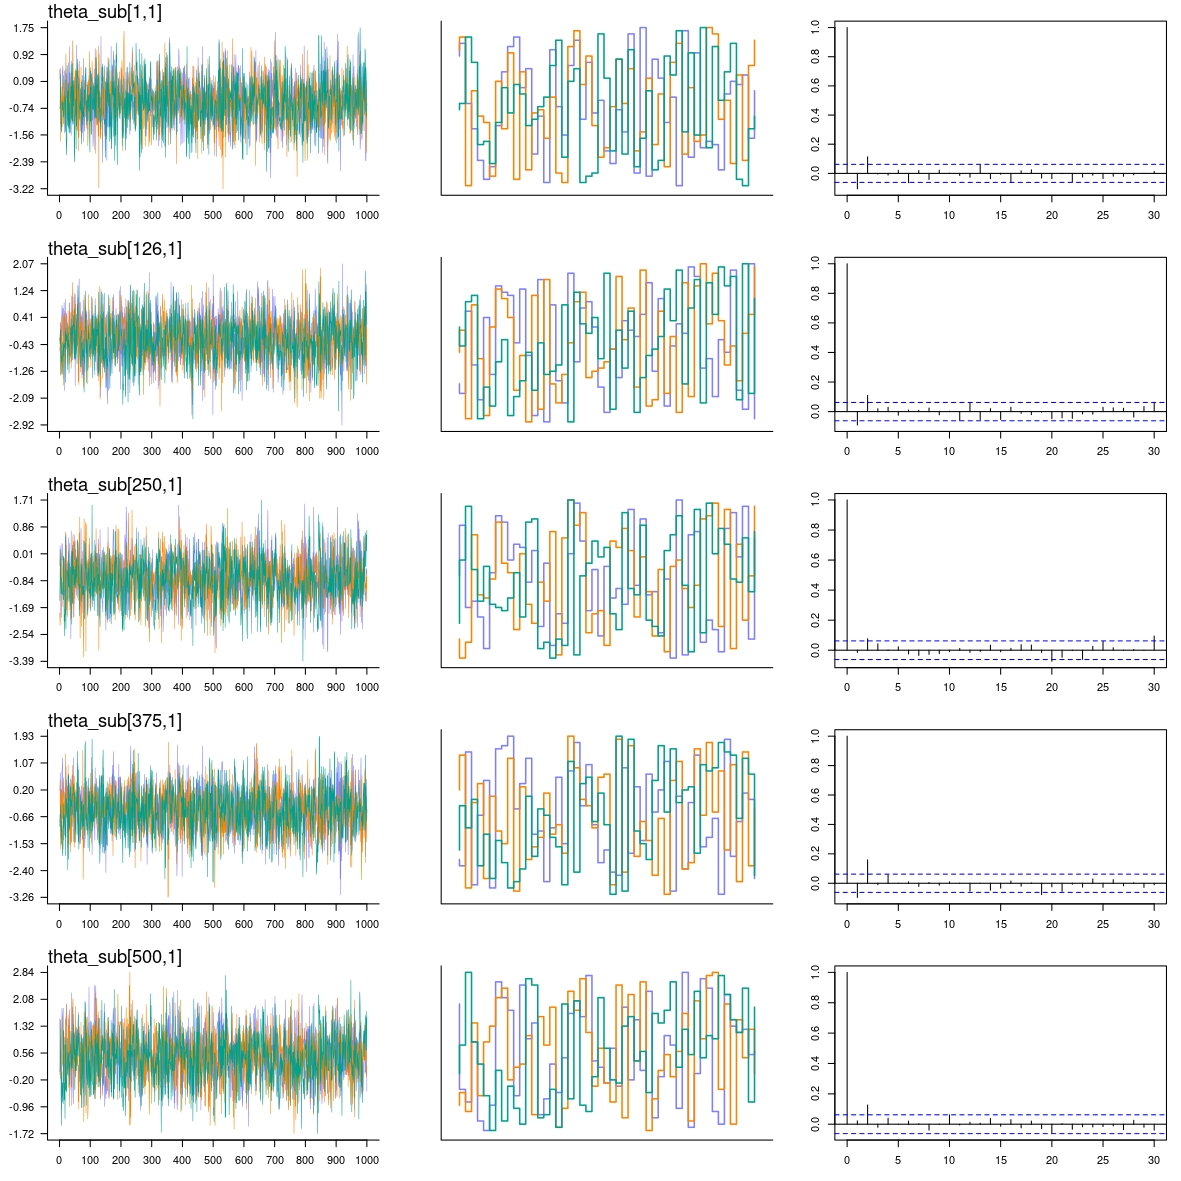 theta_sub[1,1]
1.75
0.92
0.09
-0.74
-1.56
-2.39
-3.22
0 100 200 300 400 500 600 700 800 900 1000
0.0 0.2 0.4 0.6 0.8 1.0
0 5 10 15 20 25 30
theta_sub[126,1]
2.07
1.24
0.41
-0.43
-1.26
-2.09
-2.92
0 100 200 300 400 500 600 700 800 900 1000
0.0 0.2 0.4 0.6 0.8 1.0
0 5 10 15 20 25 30
theta_sub[250,1]
1.71
0.86
0.01
-0.84
-1.69
-2.54
-3.39
0 100 200 300 400 500 600 700 800 900 1000
0.0 0.2 0.4 0.6 0.8 1.0
0 5 10 15 20 25 30
theta_sub[375,1]
1.93
1.07
0.20
-0.66
-1.53
-2.40
-3.26
0 100 200 300 400 500 600 700 800 900 1000
0.0 0.2 0.4 0.6 0.8 1.0
0 5 10 15 20 25 30
theta_sub[500,1]
2.84
2.08
1.32
0.56
-0.20
-0.96
-1.72
0 100 200 300 400 500 600 700 800 900 1000
0.0 0.2 0.4 0.6 0.8 1.0
0 5 10 15 20 25 30